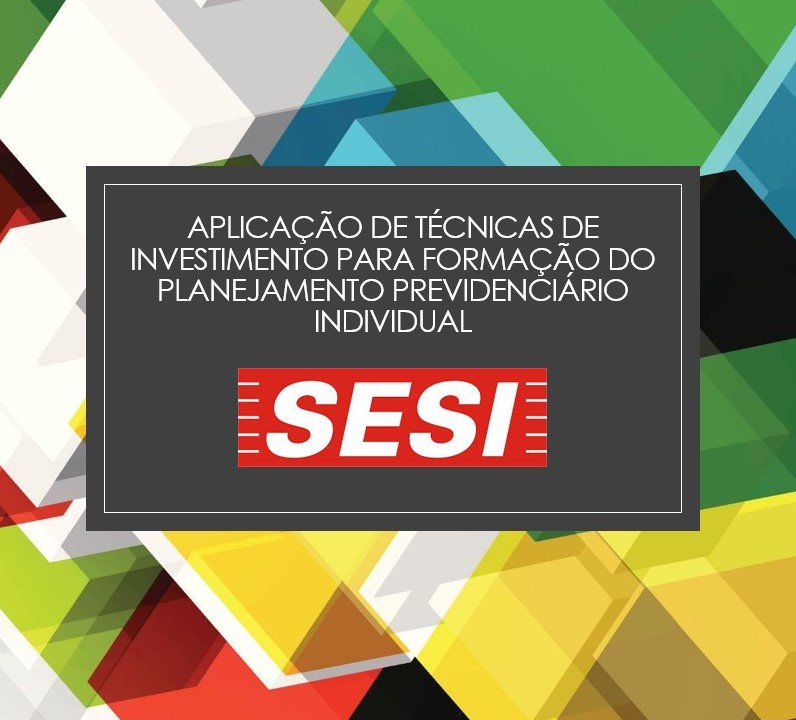 APLICAÇÃO DE TÉCNICAS DE
INVESTIMENTO PARA FORMAÇÃO DO
PLANEJAMENTO PREVIDENCIÁRIO
INDIVIDUAL
SESI